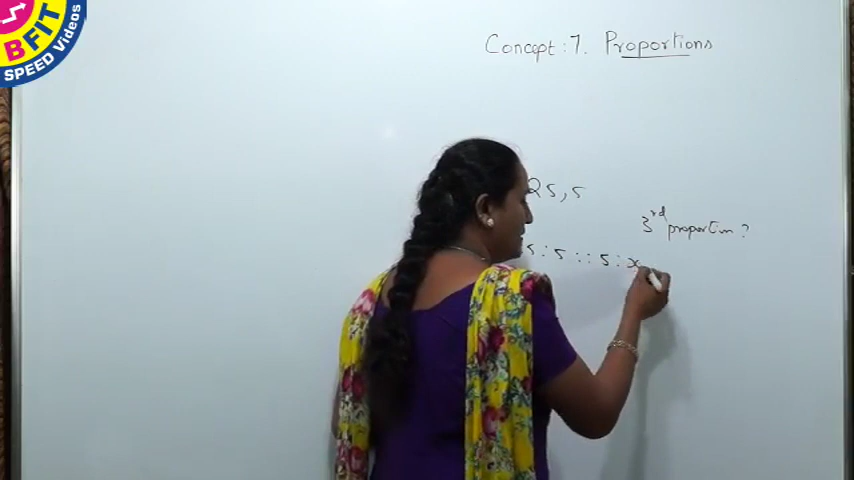 BFIT
SPEED Videos
Concept : 7. Proportions
25, 5
3rd proportion ?
5 : 5 :: 5 : x